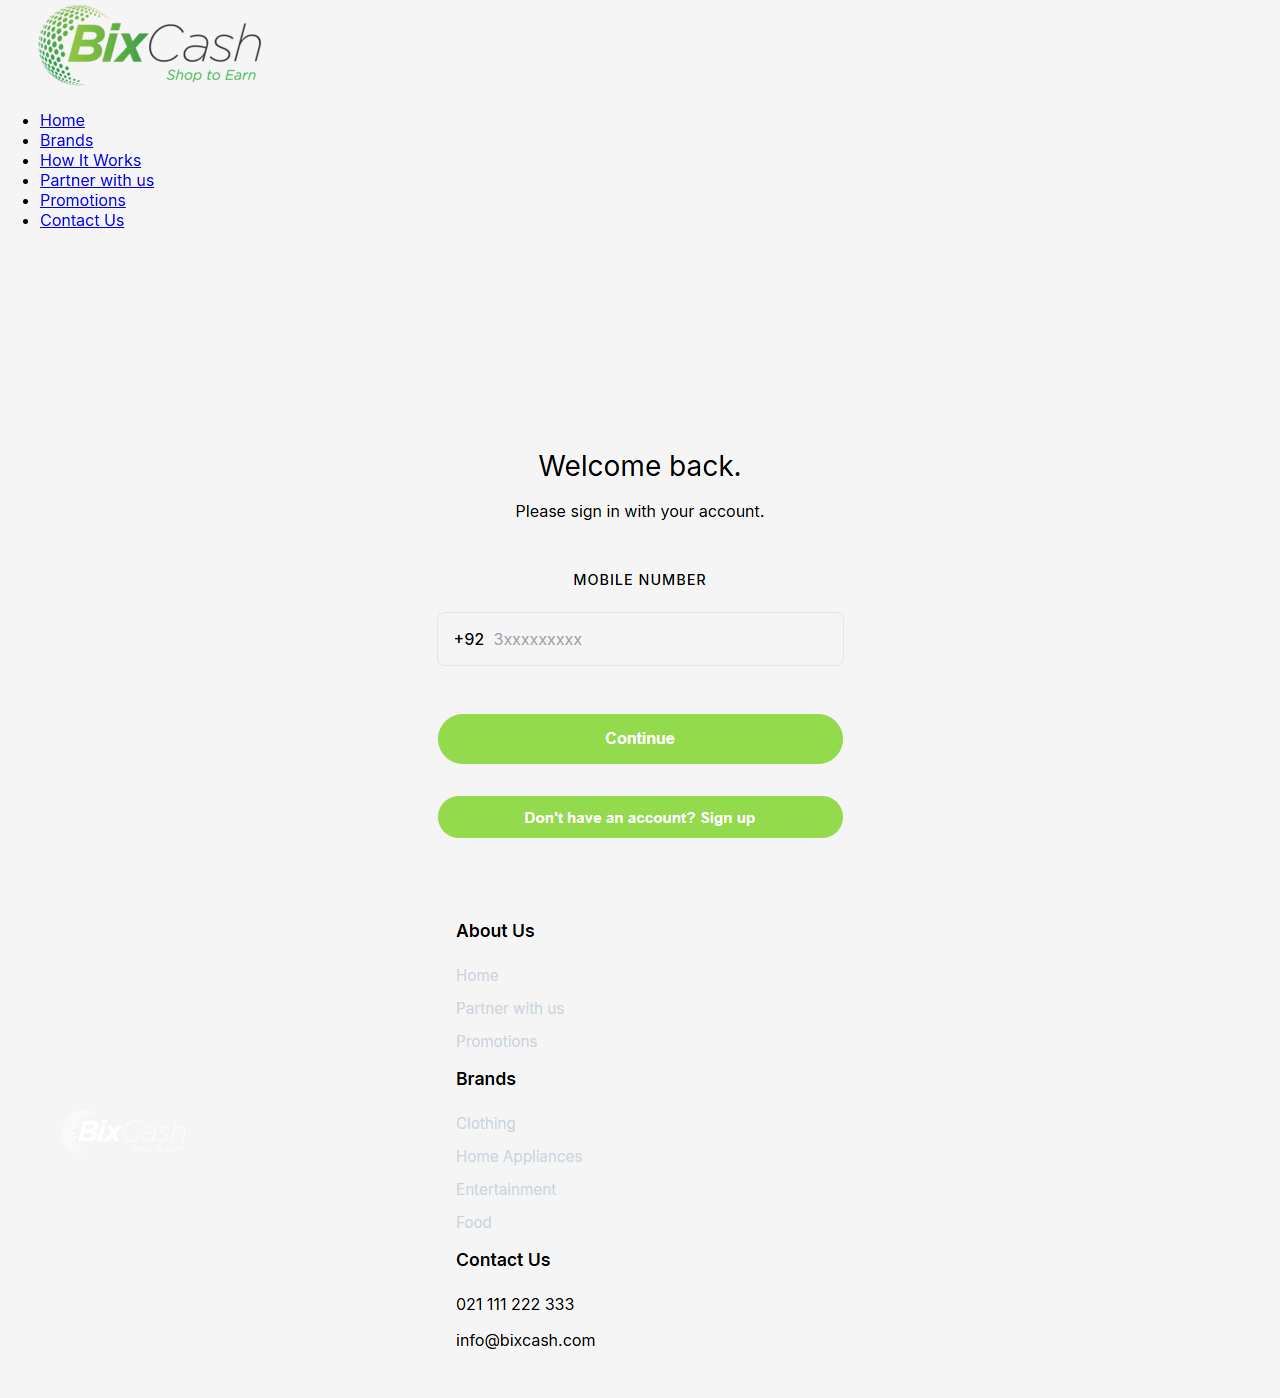 BixCash
Shop to Earn
Home
Brands
How It Works
Partner with us
Promotions
Contact Us
Welcome back.
Please sign in with your account.
MOBILE NUMBER
+92 3xxxxxxxxx
Continue
Don't have an account? Sign up
About Us
Home
Partner with us
Promotions
Brands
BixCash
Clothing
Home Appliances
Entertainment
Food
Contact Us
021 111 222 333
info@bixcash.com